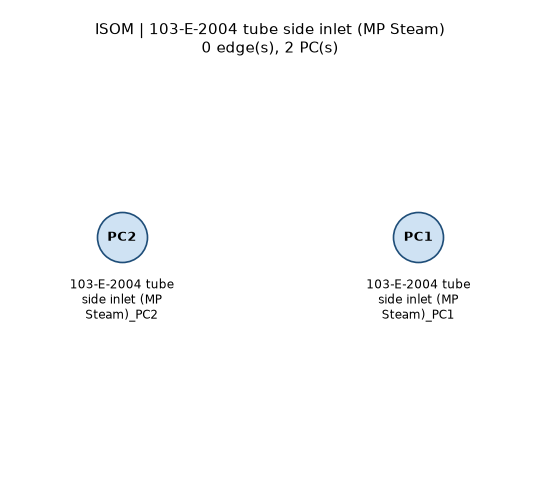 ISOM | 103-E-2004 tube side inlet (MP Steam)
0 edge(s), 2 PC(s)
PC2
103-E-2004 tube
side inlet (MP
Steam)_PC2
PC1
103-E-2004 tube
side inlet (MP
Steam)_PC1